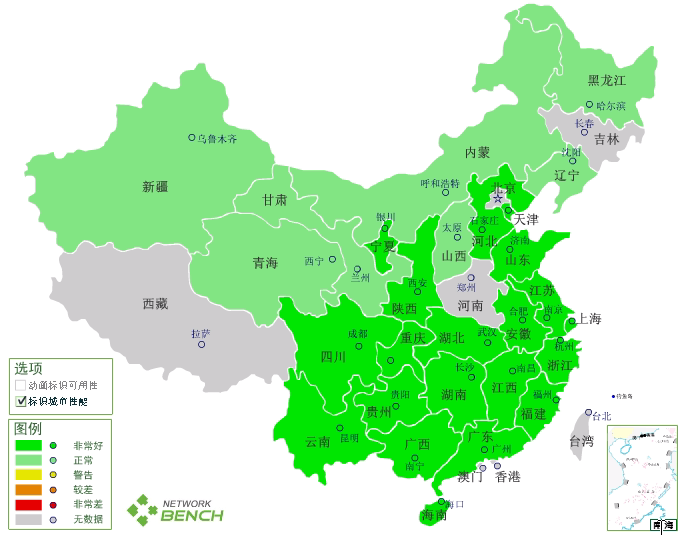 黑龙江
哈尔滨
长春
吉林
沈阳
辽宁
内蒙
呼和浩特
乌鲁木齐
新疆
甘肃
银川
宁夏
北京
天津
石家庄
河北
太原
山西
济南
山东
青海
西宁
兰州
西安
陕西
郑州
河南
江苏
南京
合肥
安徽
上海
杭州
浙江
西藏
拉萨
成都
四川
重庆
湖北
武汉
长沙
湖南
南昌
江西
福州
福建
贵阳
贵州
云南
昆明
广西
南宁
广东
广州
澳门
香港
台北
台湾
钓鱼岛
海口
海南
南海
选项
动画标识可用性
标识城市性能
图例
非常好
正常
警告
较差
非常差
无数据
NETWORK
BENCH